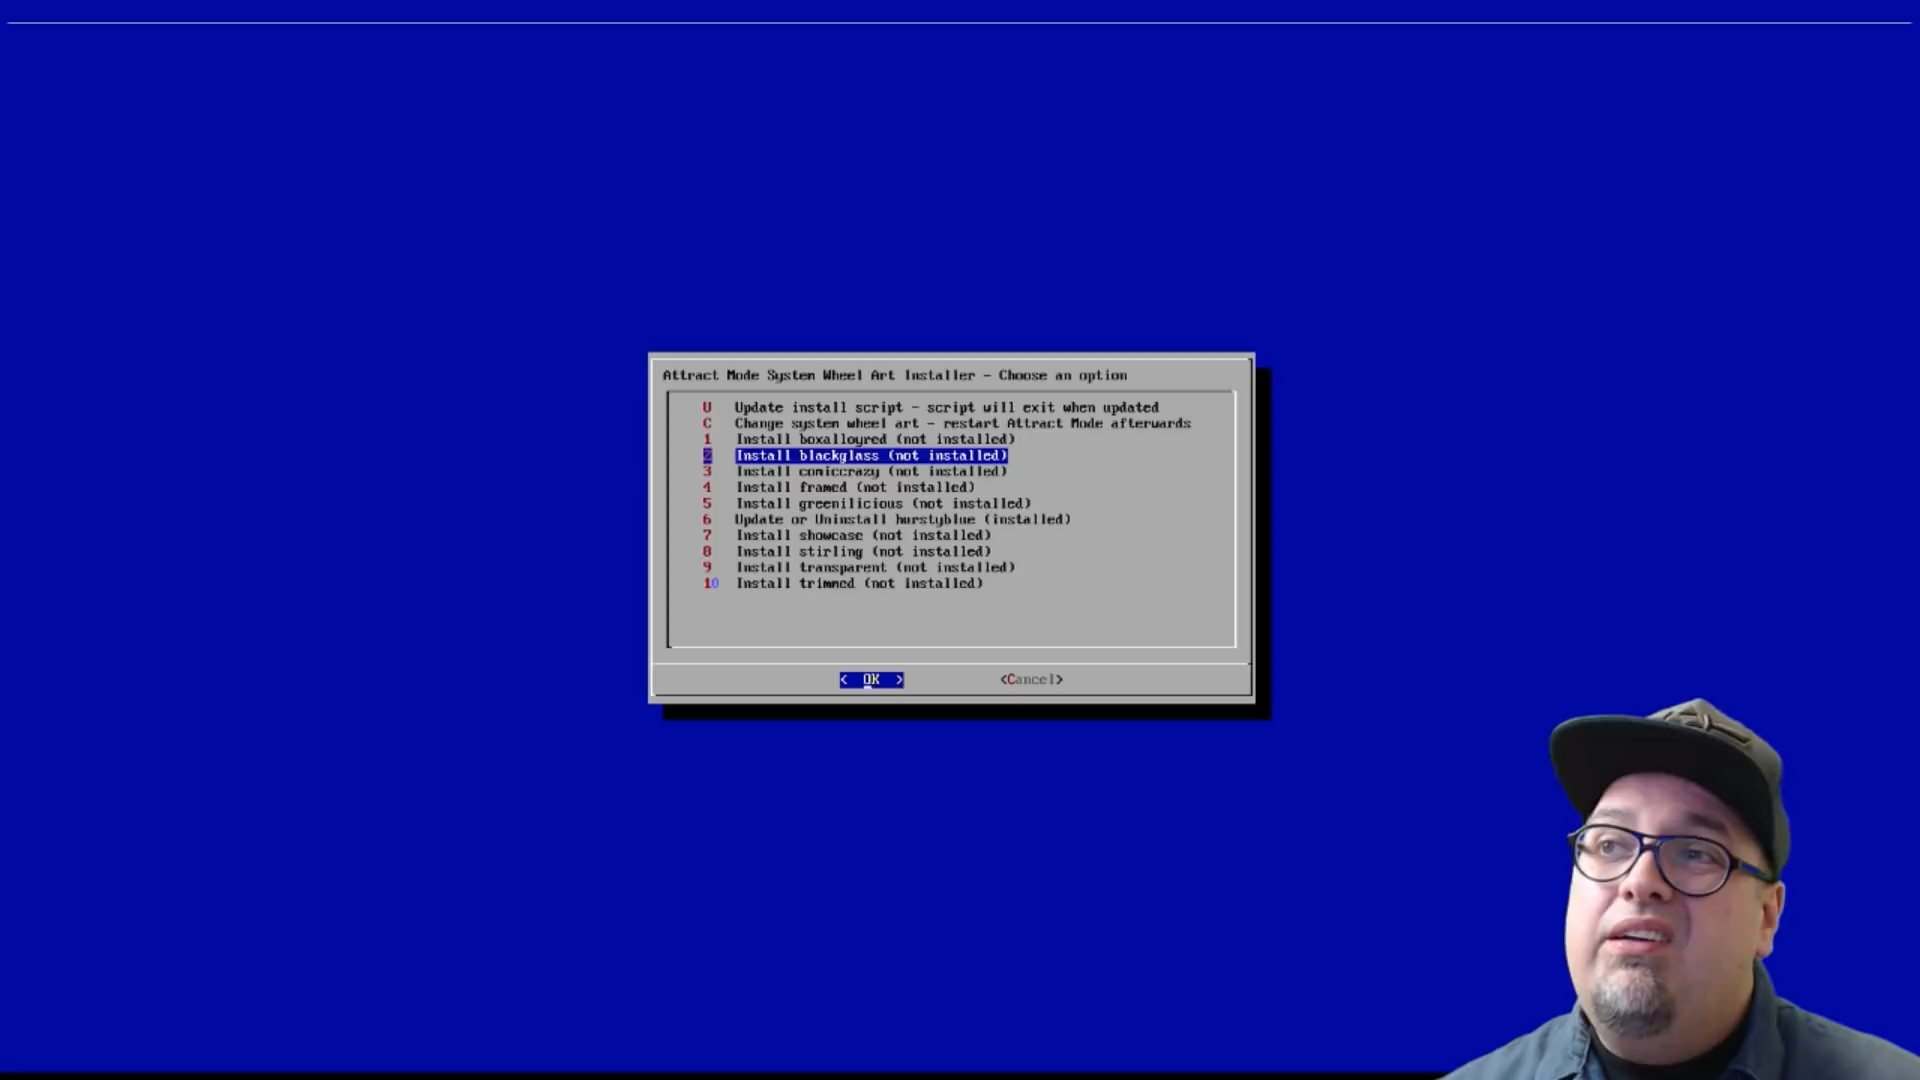 Attract Mode System Wheel Art Installer - Choose an option
U Update install script - script will exit when updated
C Change system wheel art - restart Attract Mode afterwards
1 Install boxalloyred (not installed)
2 Install blackglass (not installed)
3 Install comiccrazy (not installed)
4 Install framed (not installed)
5 Install greenilicious (not installed)
6 Update or Uninstall hurstyblue (installed)
7 Install showcase (not installed)
8 Install stirling (not installed)
9 Install transparent (not installed)
10 Install trimmed (not installed)
< OK > <Cancel>